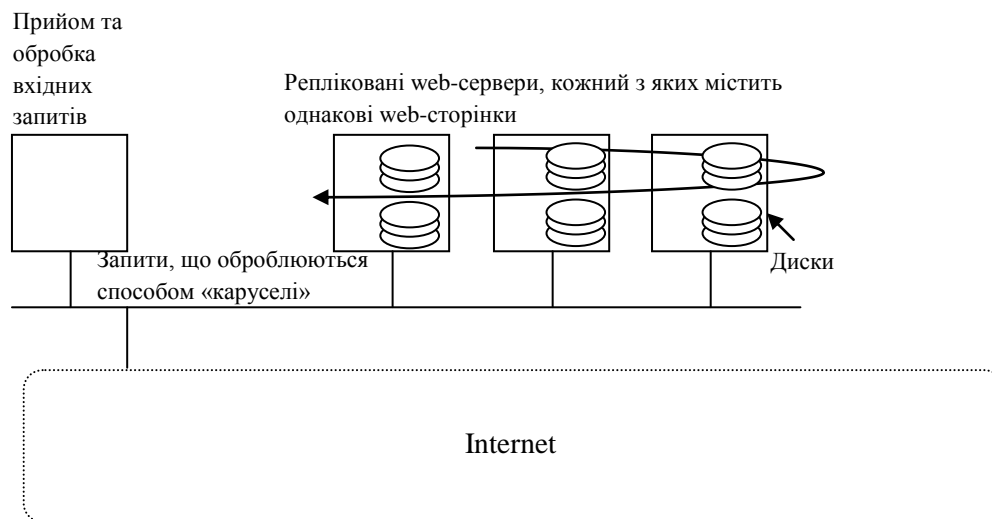 Прийом та
обробка
вхідних
запитів
Репліковані web-сервери, кожний з яких містить
однакові web-сторінки
Запити, що оброблюються
способом «каруселі»
Диски
Internet